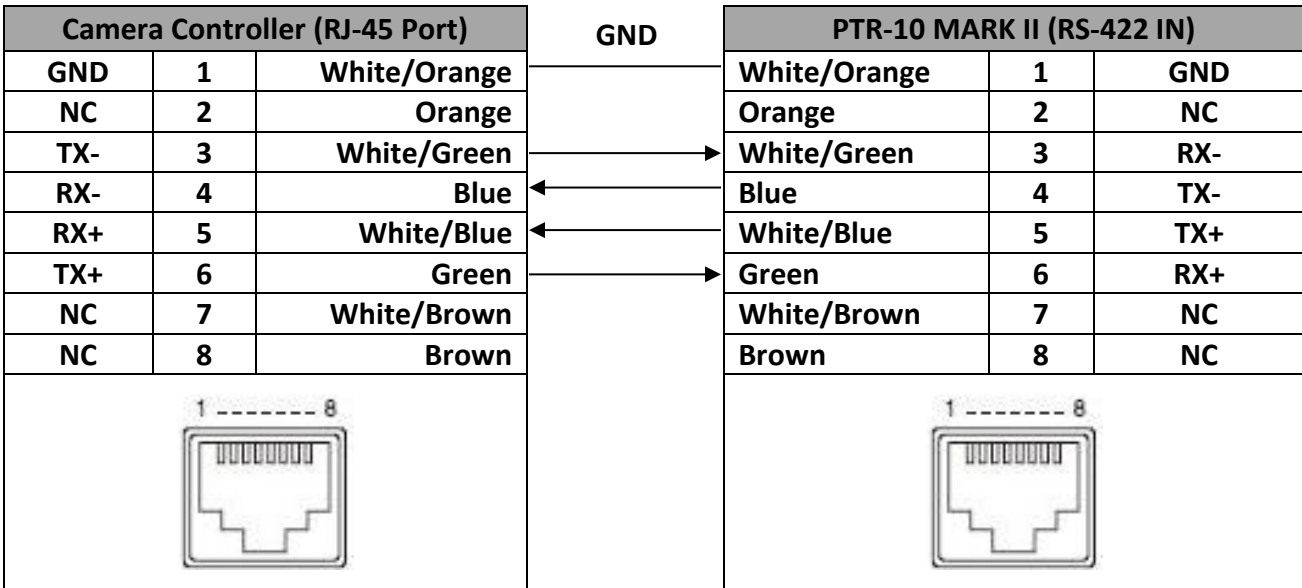 Camera Controller (RJ-45 Port) GND PTR-10 MARK II (RS-422 IN)
GND 1 White/Orange White/Orange 1 GND
NC 2 Orange Orange 2 NC
TX- 3 White/Green White/Green 3 RX-
RX- 4 Blue Blue 4 TX-
RX+ 5 White/Blue White/Blue 5 TX+
TX+ 6 Green Green 6 RX+
NC 7 White/Brown White/Brown 7 NC
NC 8 Brown Brown 8 NC
1 ------- 8 1 ------- 8